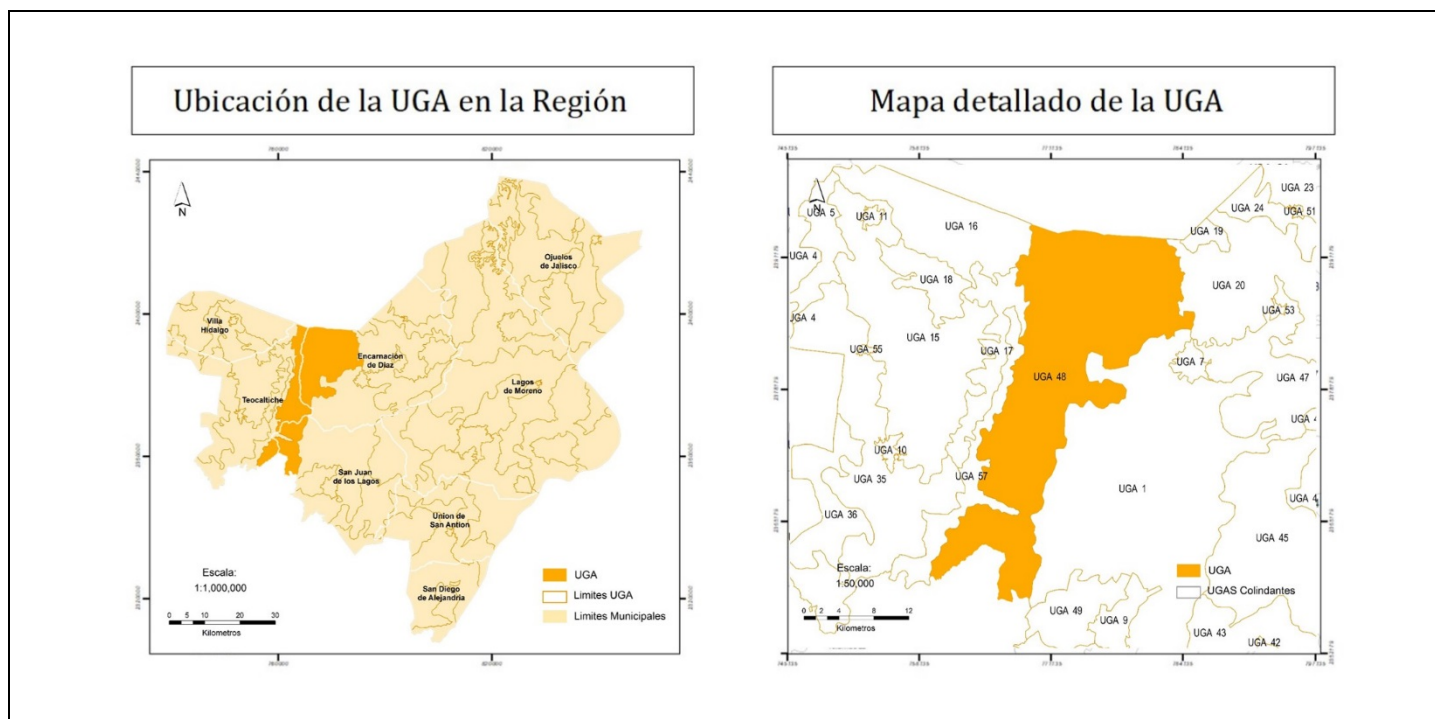 Ubicación de la UGA en la Región
N
Ojuelos
de Jalisco
Villa
Hidalgo
Encarnación
de Díaz
Lagos
de Moreno
Teocaltiche
San Juan
de los Lagos
Union de
San Antion
San Diego
de Alejandría
Escala:
1:1,000,000
0 5 10 20 30
Kilometros
UGA
Limites UGA
Limites Municipales
Mapa detallado de la UGA
N
UGA 5
UGA 11
UGA 16
UGA 23
UGA 24
UGA 51
UGA 19
UGA 4
UGA 18
UGA 20
UGA 4
UGA 53
UGA 15
UGA 55
UGA 17
UGA 7
UGA 48
UGA 47
UGA 10
UGA 57
UGA 35
UGA 1
UGA 36
UGA 45
Escala:
1:50,000
0 2 4 8 12
Kilometros
UGA 49
UGA 9
UGA 43
UGA 42
UGA
UGAS Colindantes